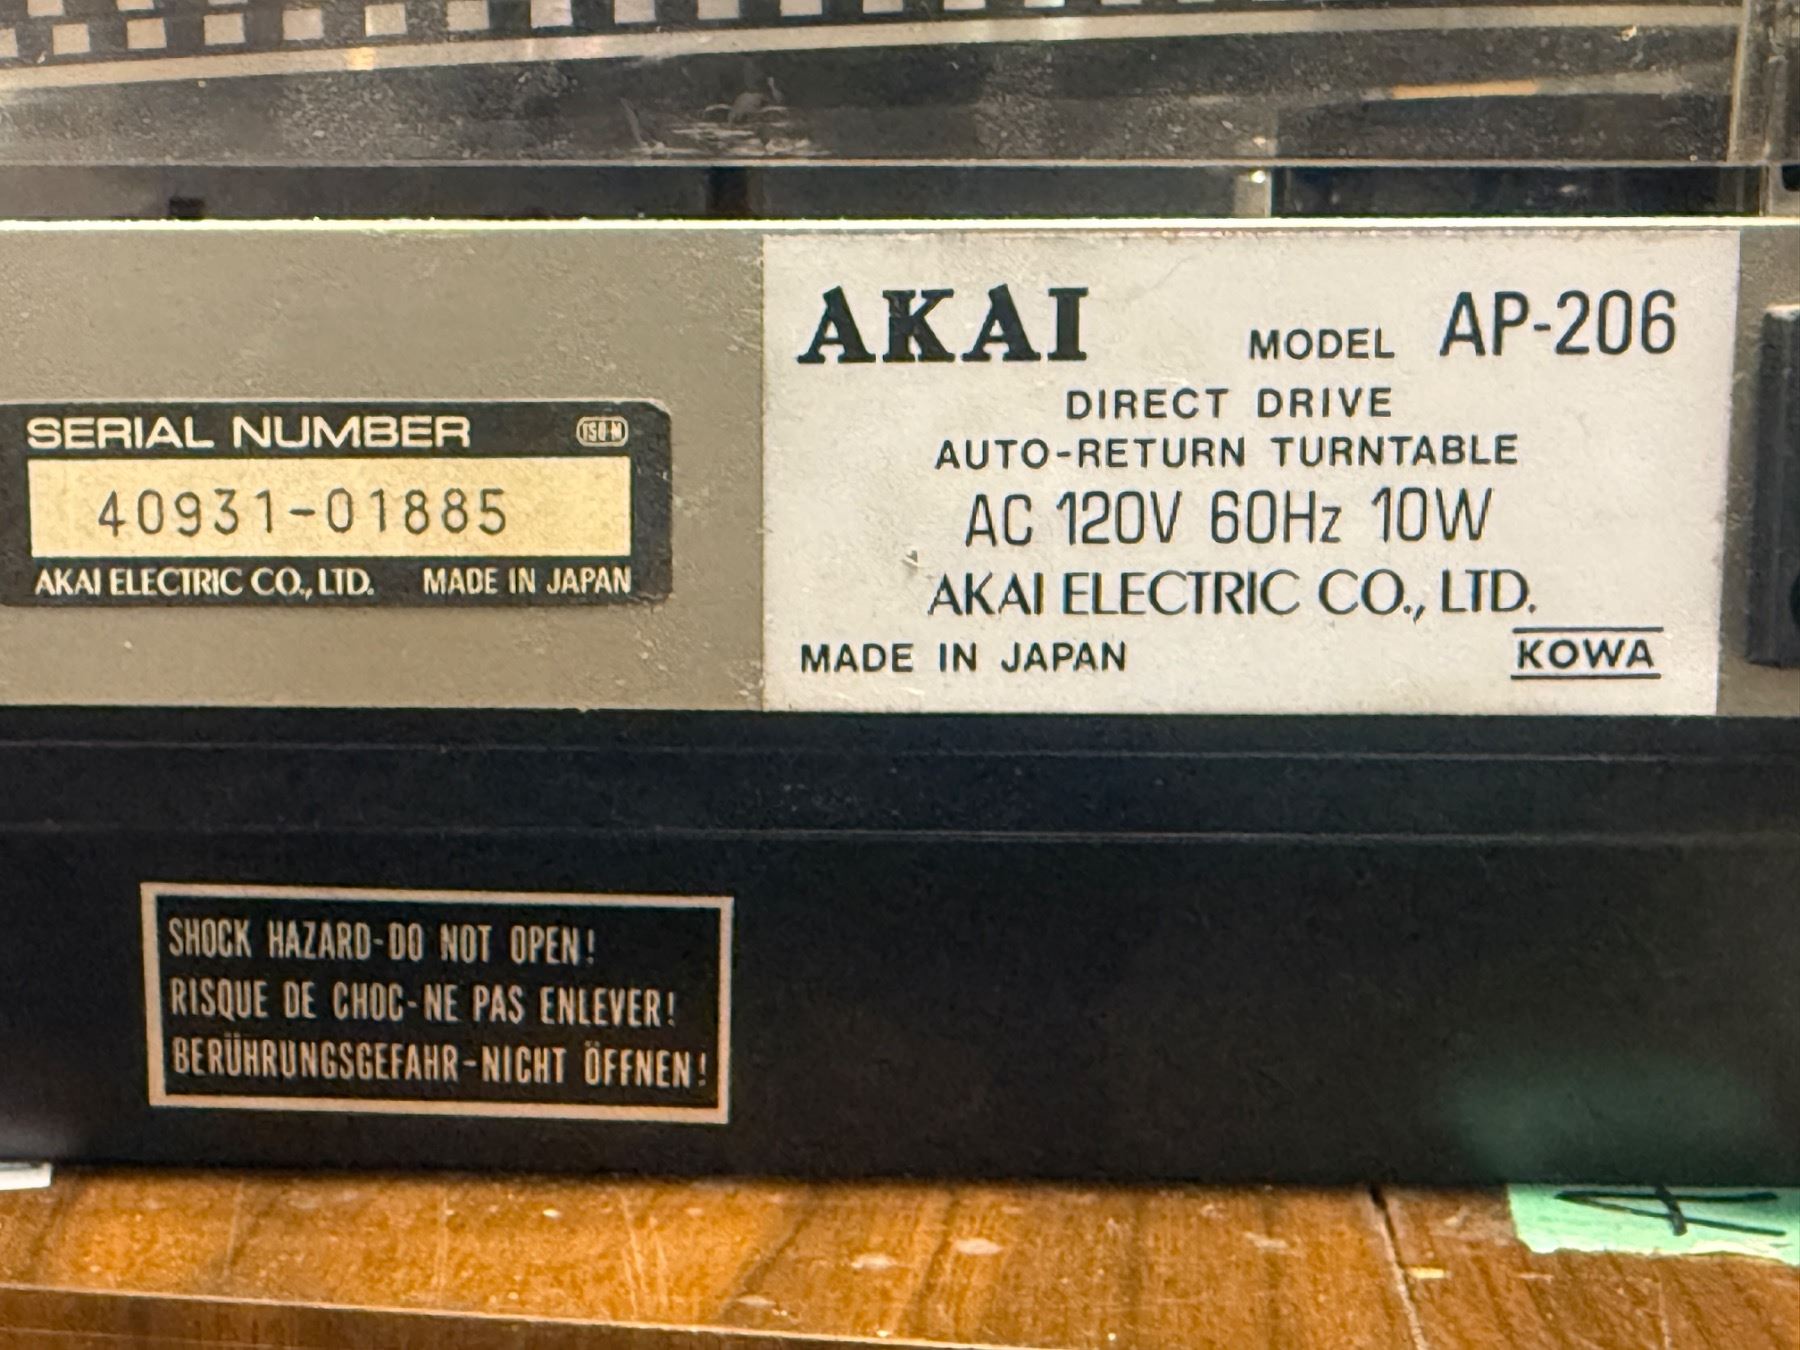 SERIAL NUMBER
40931-01885
AKAI ELECTRIC CO., LTD. MADE IN JAPAN
AKAI MODEL AP-206
DIRECT DRIVE
AUTO-RETURN TURNTABLE
AC 120V 60Hz 10W
AKAI ELECTRIC CO., LTD.
MADE IN JAPAN KOWA
SHOCK HAZARD-DO NOT OPEN!
RISQUE DE CHOC-NE PAS ENLEVER!
BERÜHRUNGSGEFAHR-NICHT ÖFFNEN!